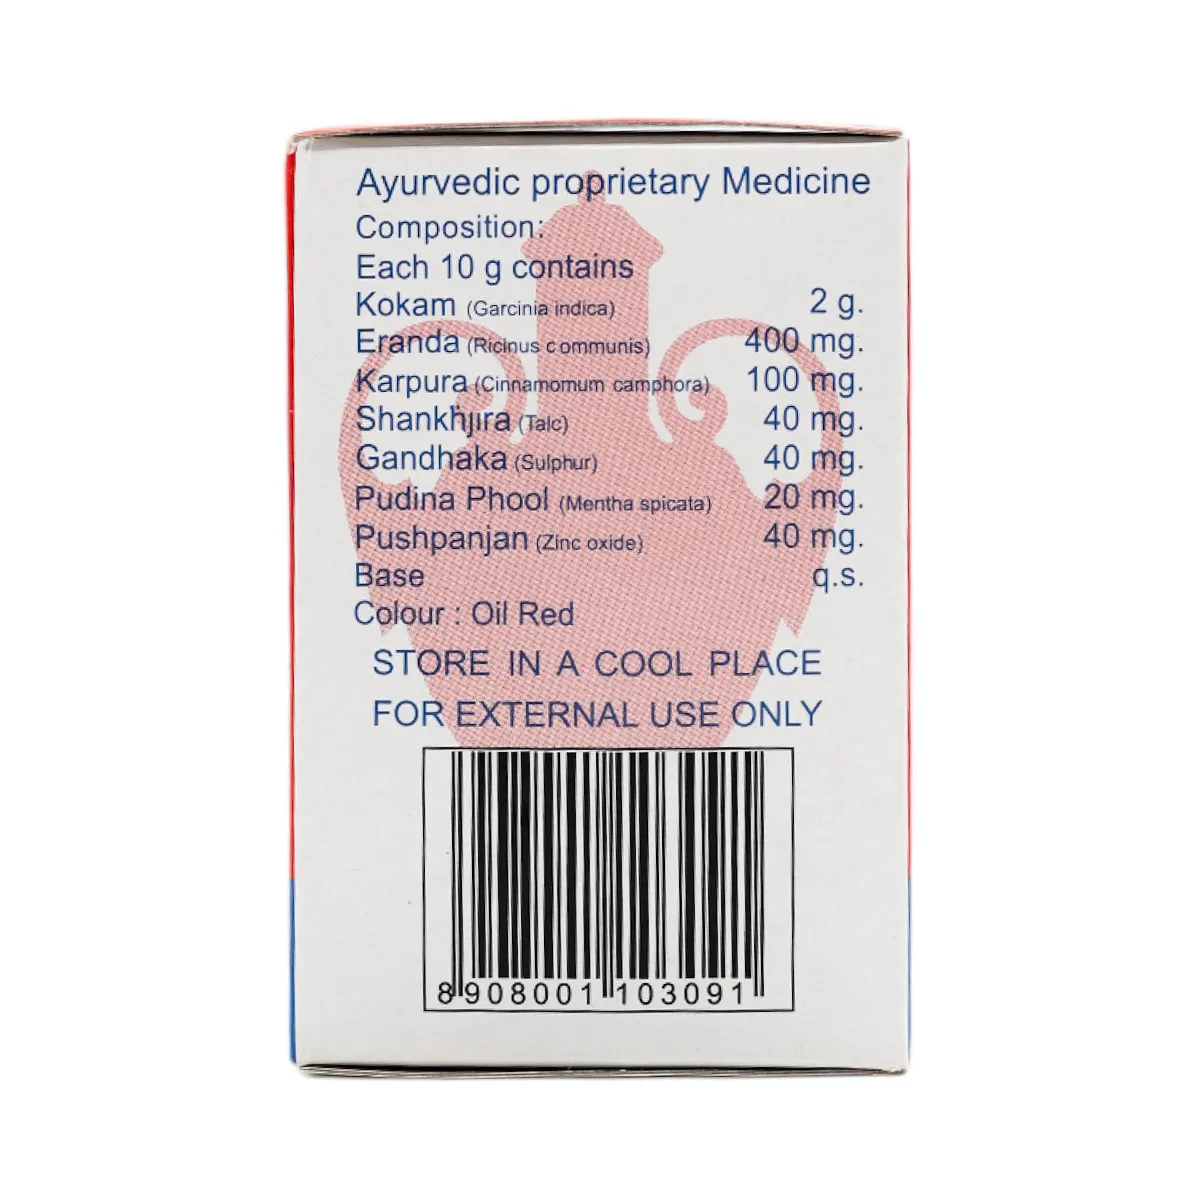 Ayurvedic proprietary Medicine
Composition:
Each 10 g contains
Kokam (Garcinia indica) 2 g.
Eranda (Ricinus communis) 400 mg.
Karpura (Cinnamomum camphora) 100 mg.
Shankhjira (Talc) 40 mg.
Gandhaka (Sulphur) 40 mg.
Pudina Phool (Mentha spicata) 20 mg.
Pushpanjan (Zinc oxide) 40 mg.
Base q.s.
Colour : Oil Red
STORE IN A COOL PLACE
FOR EXTERNAL USE ONLY
8 908001 103091